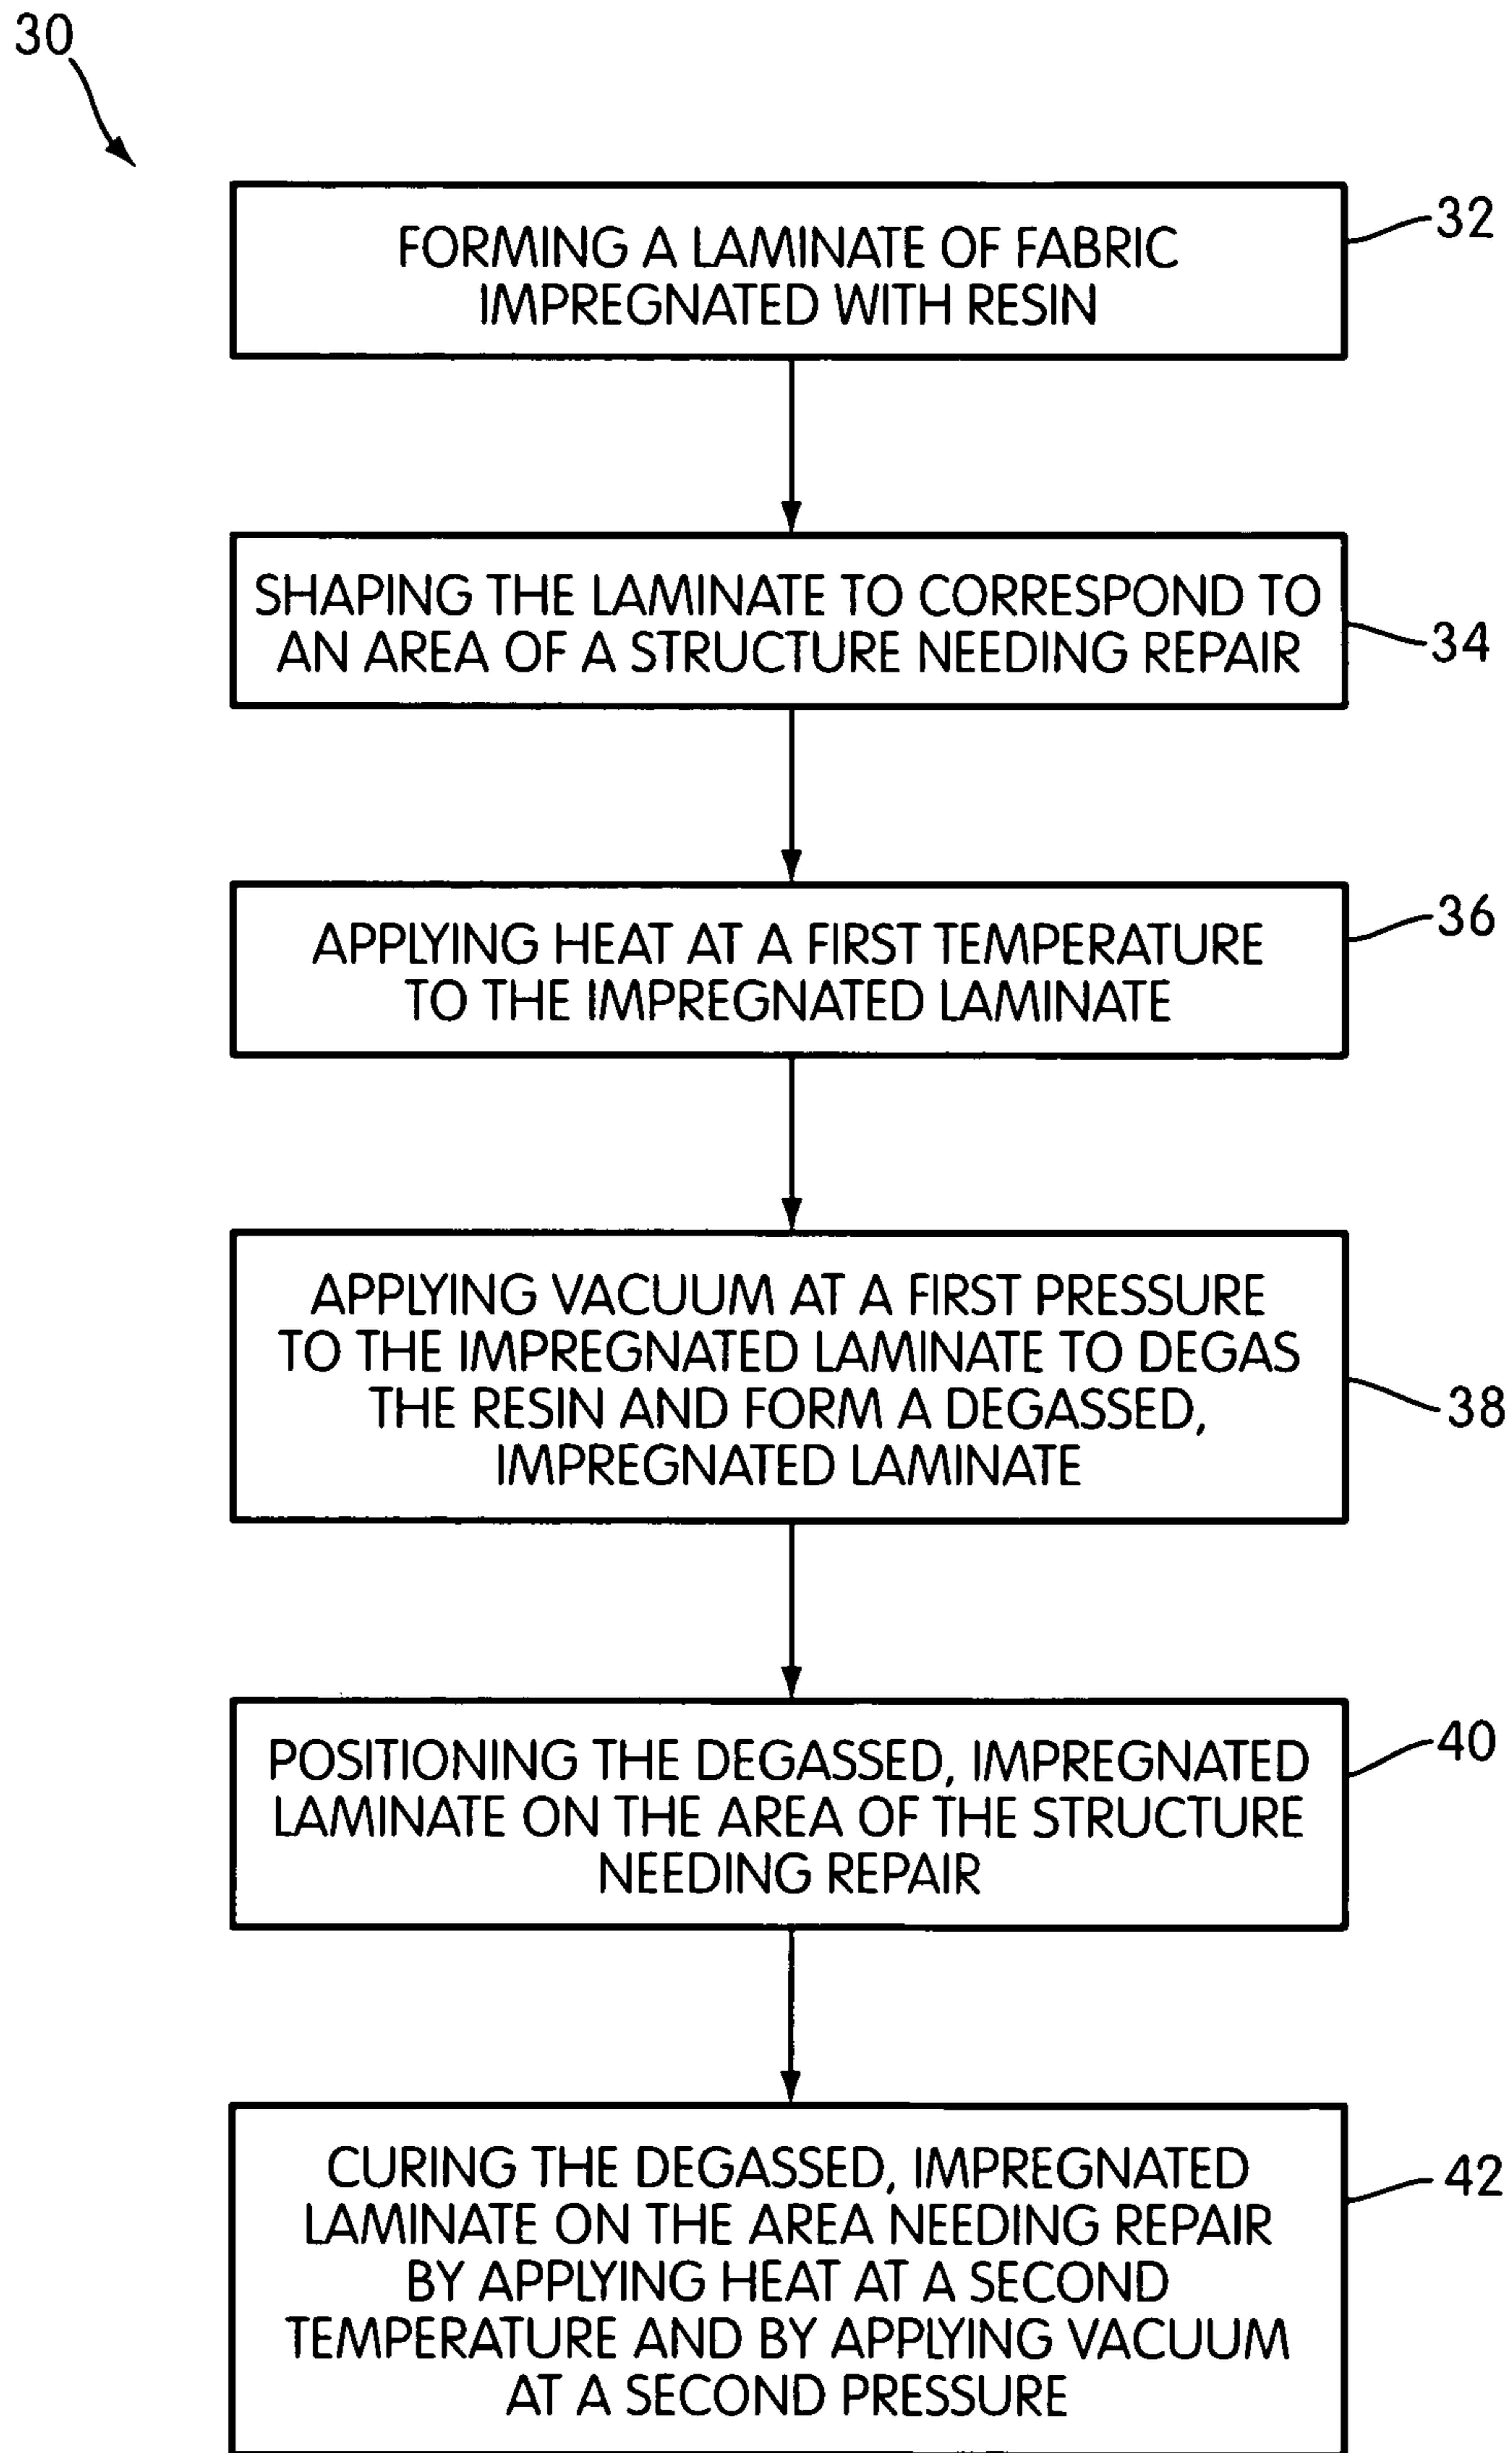 30
FORMING A LAMINATE OF FABRIC
IMPREGNATED WITH RESIN
32
SHAPING THE LAMINATE TO CORRESPOND TO
AN AREA OF A STRUCTURE NEEDING REPAIR
34
APPLYING HEAT AT A FIRST TEMPERATURE
TO THE IMPREGNATED LAMINATE
36
APPLYING VACUUM AT A FIRST PRESSURE
TO THE IMPREGNATED LAMINATE TO DEGAS
THE RESIN AND FORM A DEGASSED,
IMPREGNATED LAMINATE
38
POSITIONING THE DEGASSED, IMPREGNATED
LAMINATE ON THE AREA OF THE STRUCTURE
NEEDING REPAIR
40
CURING THE DEGASSED, IMPREGNATED
LAMINATE ON THE AREA NEEDING REPAIR
BY APPLYING HEAT AT A SECOND
TEMPERATURE AND BY APPLYING VACUUM
AT A SECOND PRESSURE
42